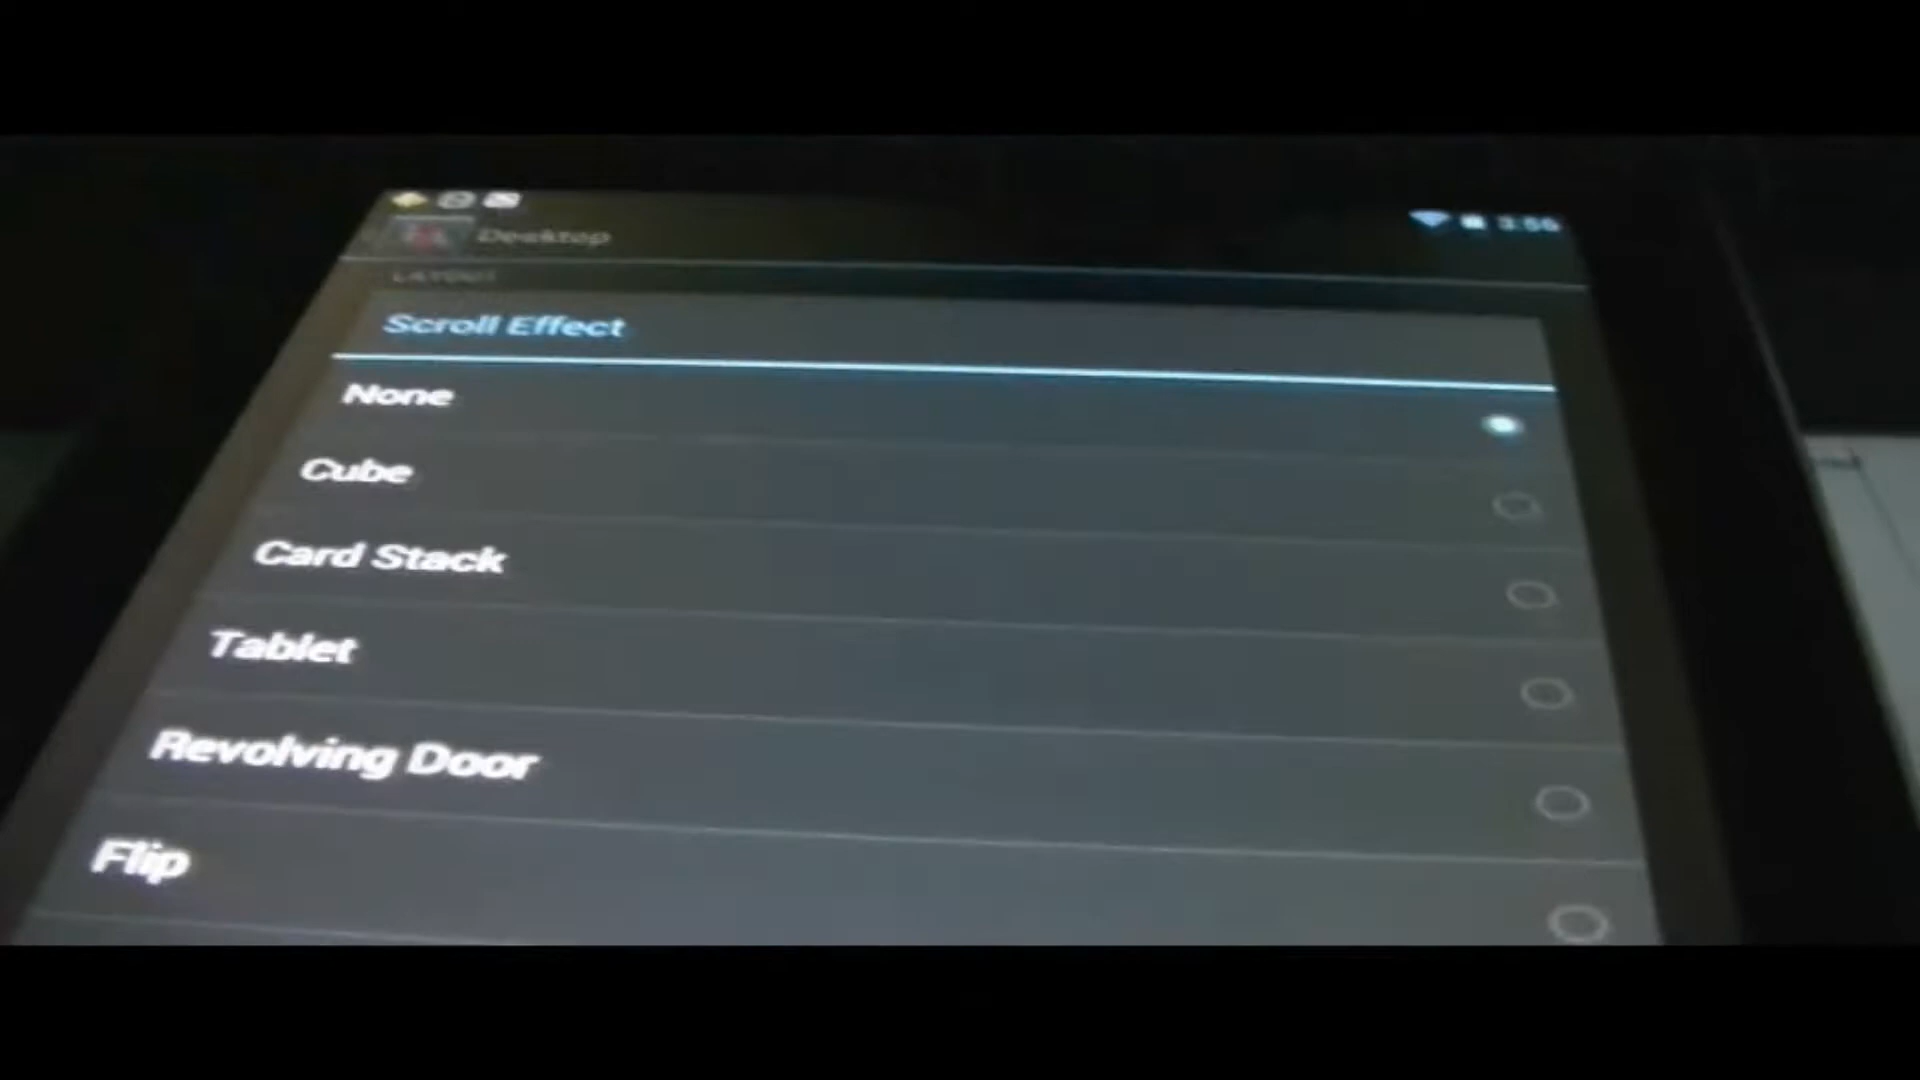 3:56
Desktop
LAYOUT
Scroll Effect
None
Cube
Card Stack
Tablet
Revolving Door
Flip